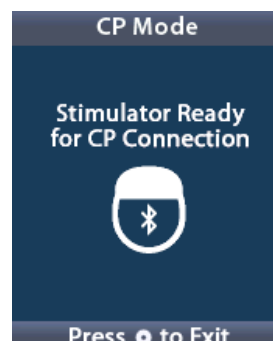 CP Mode
Stimulator Ready
for CP Connection
Press to Exit